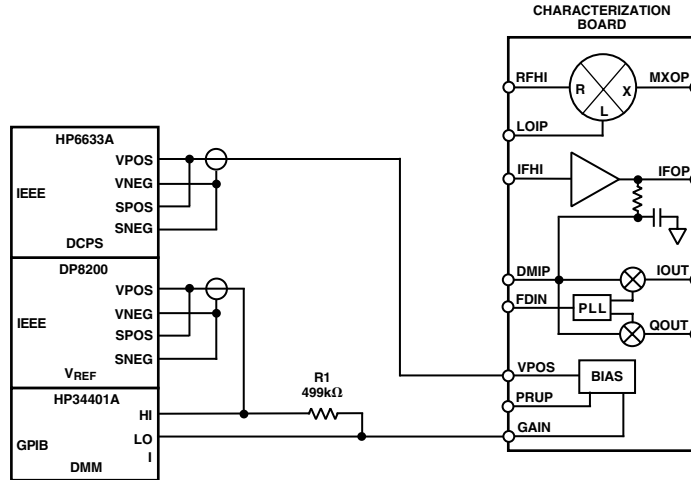 CHARACTERIZATION
BOARD
RFHI
R
X
L
MXOP
LOIP
IFHI
IFOP
DMIP
IOUT
FDIN
PLL
QOUT
VPOS
BIAS
PRUP
GAIN
HP6633A
VPOS
VNEG
IEEE
SPOS
SNEG
DCPS
DP8200
VPOS
VNEG
IEEE
SPOS
SNEG
VREF
HP34401A
HI
GPIB
LO
I
DMM
R1
499kΩ